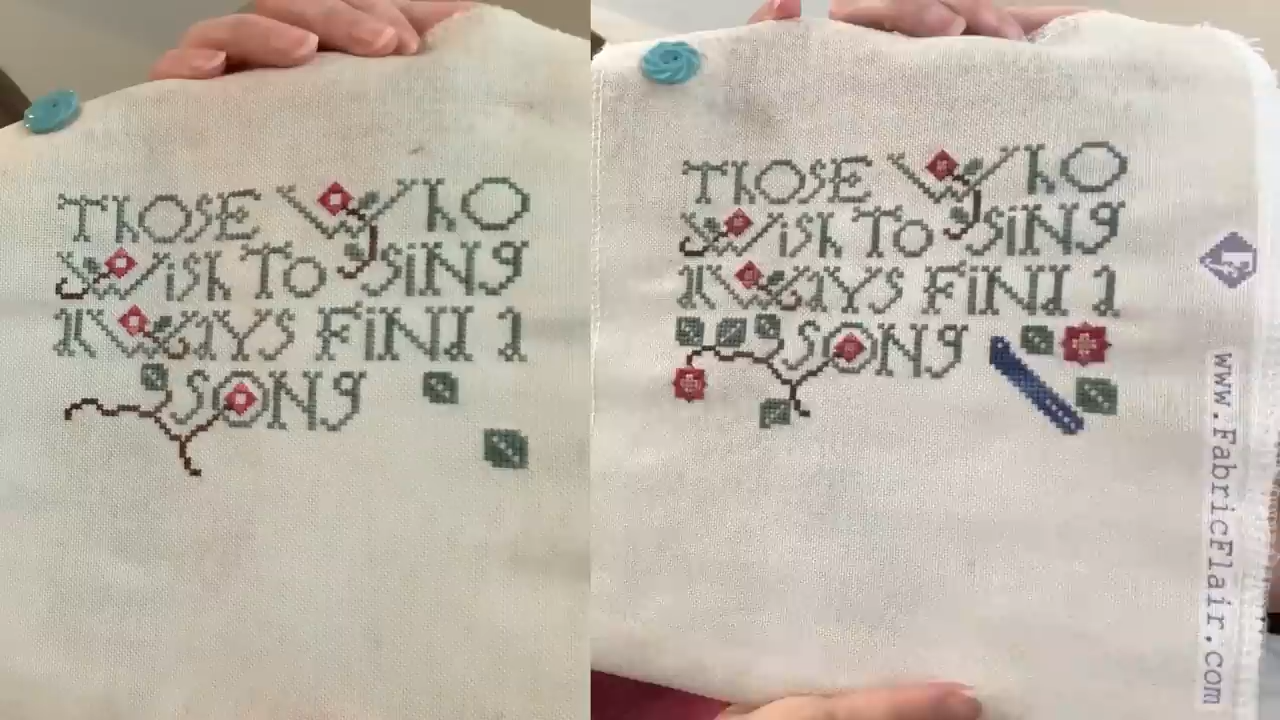 ThOSE WhO
Wish To SiNg
alWaYS FiNd a
SONg
ThOSE WhO
Wish To SiNg
alWaYS FiNd a
SONg
www.FabricFlair.com